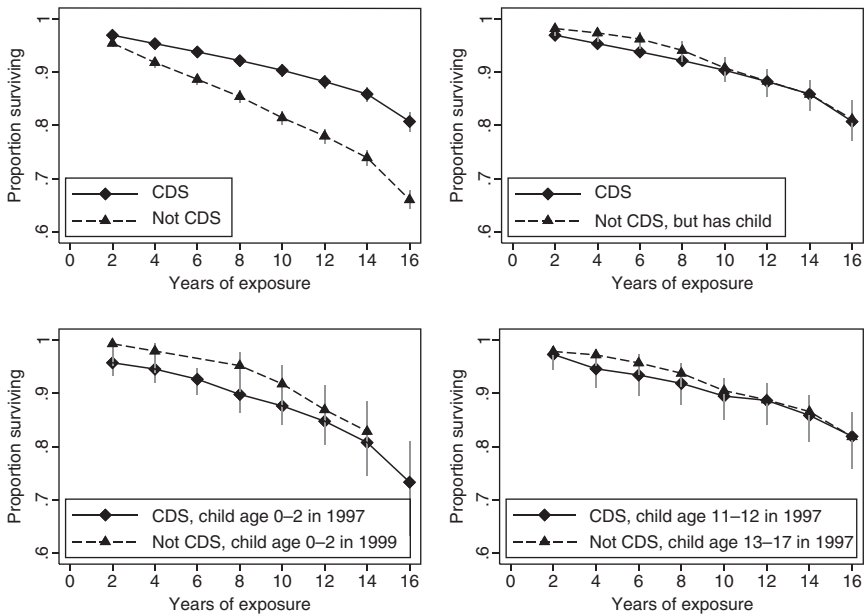 Proportion surviving
1
.9
.8
.7
.6
CDS
Not CDS
0 2 4 6 8 10 12 14 16
Years of exposure
Proportion surviving
1
.9
.8
.7
.6
CDS
Not CDS, but has child
0 2 4 6 8 10 12 14 16
Years of exposure
Proportion surviving
1
.9
.8
.7
.6
CDS, child age 0–2 in 1997
Not CDS, child age 0–2 in 1999
0 2 4 6 8 10 12 14 16
Years of exposure
Proportion surviving
1
.9
.8
.7
.6
CDS, child age 11–12 in 1997
Not CDS, child age 13–17 in 1997
0 2 4 6 8 10 12 14 16
Years of exposure